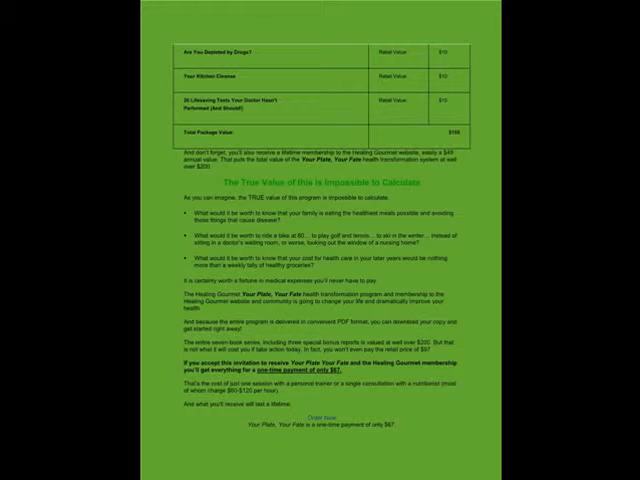 Are You Depleted by Drugs? Retail Value: $10
Your Kitchen Cleanse Retail Value: $10
20 Lifesaving Tests Your Doctor Hasn't Retail Value: $10
Performed (And Should!)
Total Package Value: $159
And don't forget, you'll also receive a lifetime membership to the Healing Gourmet website, easily a $49
annual value. That puts the total value of the Your Plate, Your Fate health transformation system at well
over $200.
The True Value of this is Impossible to Calculate
As you can imagine, the TRUE value of this program is impossible to calculate.
• What would it be worth to know that your family is eating the healthiest meals possible and avoiding
those things that cause disease?
• What would it be worth to ride a bike at 80... to play golf and tennis... to ski in the winter... instead of
sitting in a doctor's waiting room, or worse, looking out the window of a nursing home?
• What would it be worth to know that your cost for health care in your later years would be nothing
more than a weekly tally of healthy groceries?
It is certainly worth a fortune in medical expenses you'll never have to pay.
The Healing Gourmet Your Plate, Your Fate health transformation program and membership to the
Healing Gourmet website and community is going to change your life and dramatically improve your
health.
And because the entire program is delivered in convenient PDF format, you can download your copy and
get started right away!
The entire seven-book series, including three special bonus reports is valued at well over $200. But that
is not what it will cost you if you take action today. In fact, you won't even pay the retail price of $97.
If you accept this invitation to receive Your Plate Your Fate and the Healing Gourmet membership
you'll get everything for a one-time payment of only $67.
That's the cost of just one session with a personal trainer or a single consultation with a nutritionist (most
of whom charge $60-$120 per hour).
And what you'll receive will last a lifetime.
Order Now
Your Plate, Your Fate is a one-time payment of only $67.